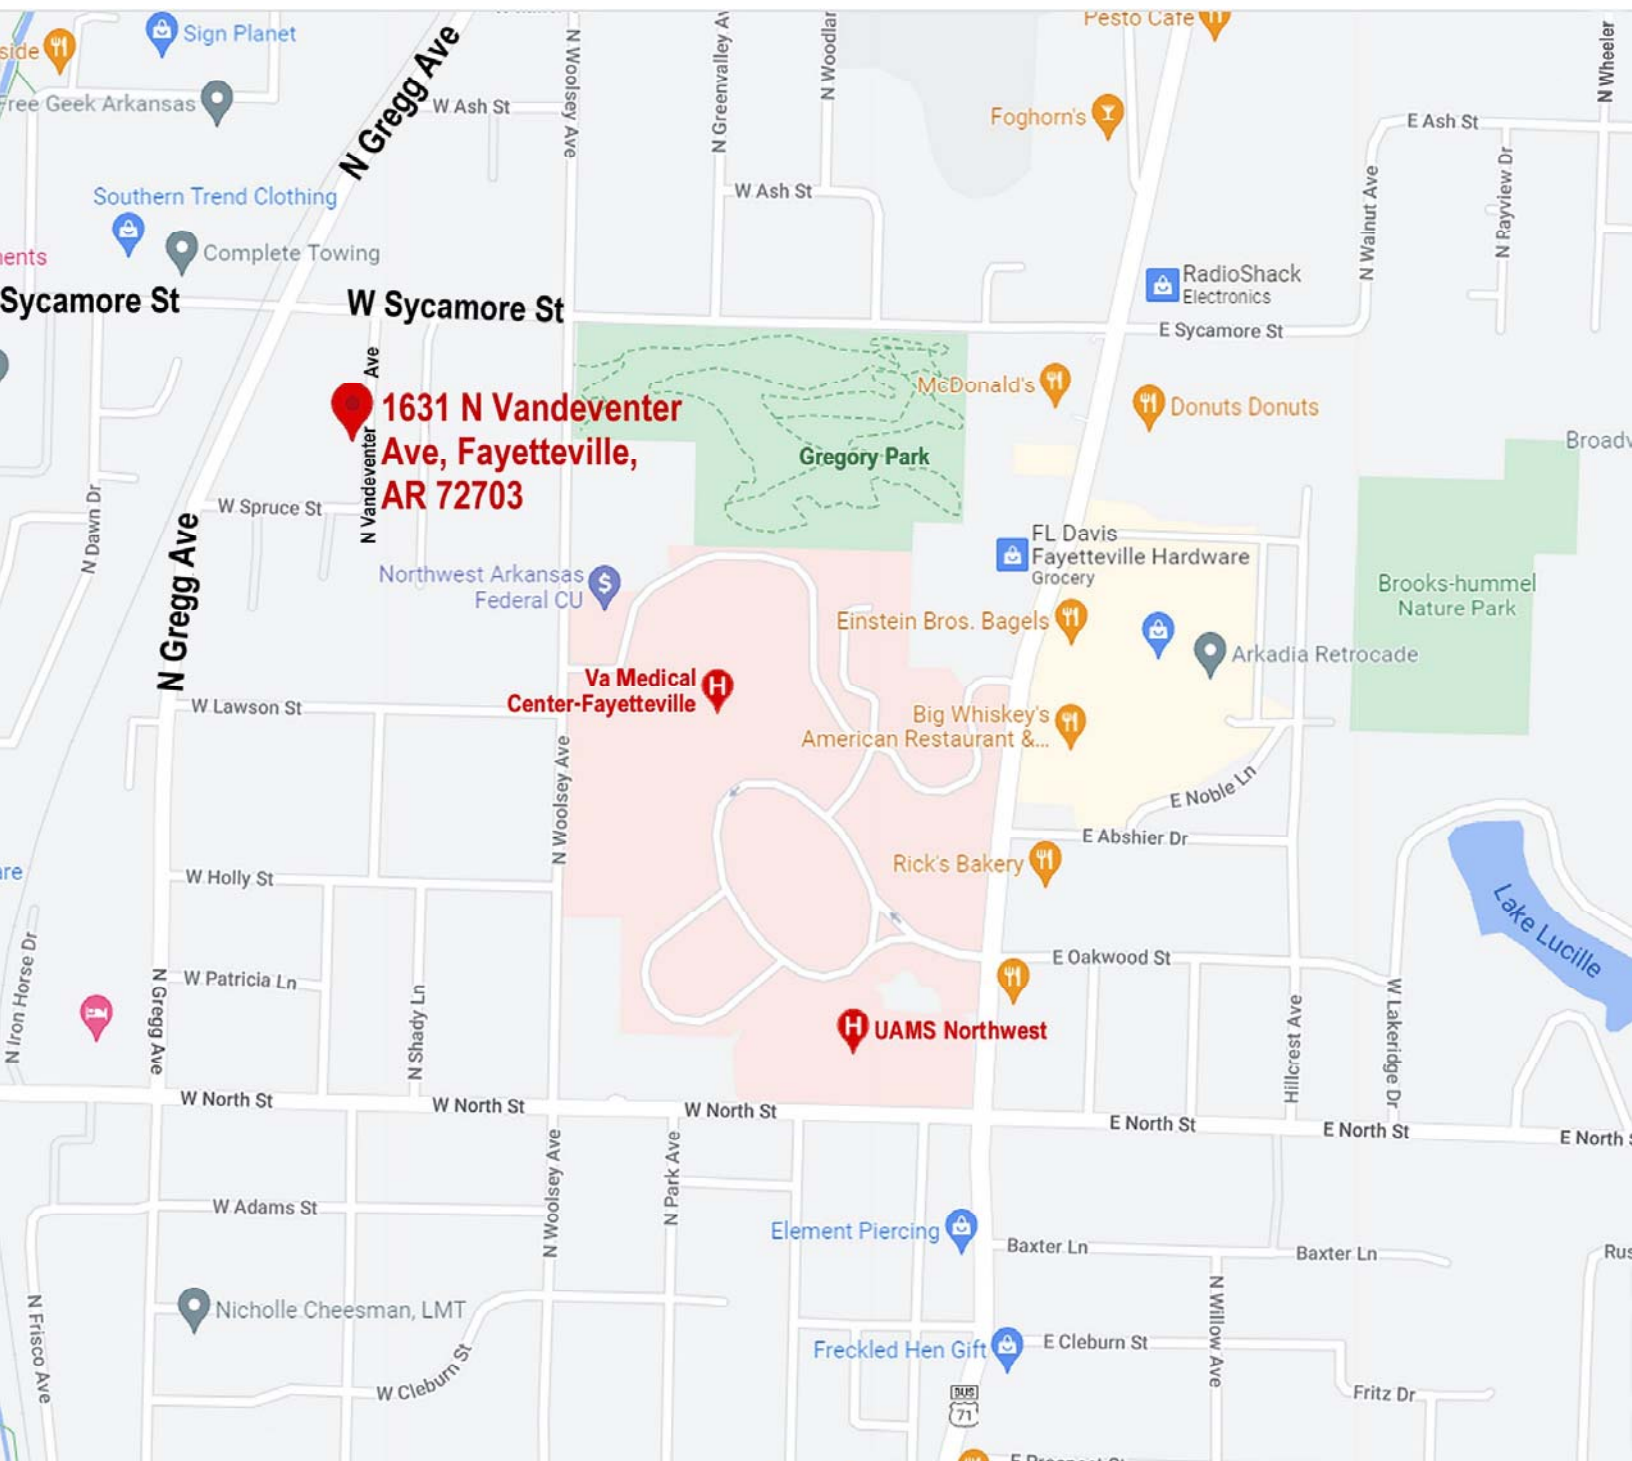 Pesto Cafe
Sign Planet
side
Free Geek Arkansas
N Gregg Ave
W Ash St
N Woolsey Ave
N Greenvalley Av
N Woodlar
Foghorn's
E Ash St
N Wheeler
N Rayview Dr
N Walnut Ave
W Ash St
Southern Trend Clothing
Complete Towing
ents
Sycamore St
W Sycamore St
RadioShack
Electronics
E Sycamore St
N Vandeventer Ave
1631 N Vandeventer
Ave, Fayetteville,
AR 72703
McDonald's
Donuts Donuts
Gregory Park
Broadv
N Dawn Dr
W Spruce St
N Gregg Ave
Northwest Arkansas
Federal CU
FL Davis
Fayetteville Hardware
Grocery
Brooks-hummel
Nature Park
Einstein Bros. Bagels
Arkadia Retrocade
Va Medical
Center-Fayetteville
H
W Lawson St
Big Whiskey's
American Restaurant &...
N Woolsey Ave
E Noble Ln
E Abshier Dr
Rick's Bakery
are
W Holly St
Lake Lucille
N Iron Horse Dr
W Patricia Ln
N Gregg Ave
N Shady Ln
E Oakwood St
H
UAMS Northwest
Hillcrest Ave
W Lakeridge Dr
W North St
W North St
W North St
E North St
E North St
E North S
N Woolsey Ave
N Park Ave
W Adams St
Element Piercing
Baxter Ln
Baxter Ln
Rus
N Frisco Ave
Nicholle Cheesman, LMT
N Willow Ave
W Cleburn St
Freckled Hen Gift
E Cleburn St
Fritz Dr
BUS
71